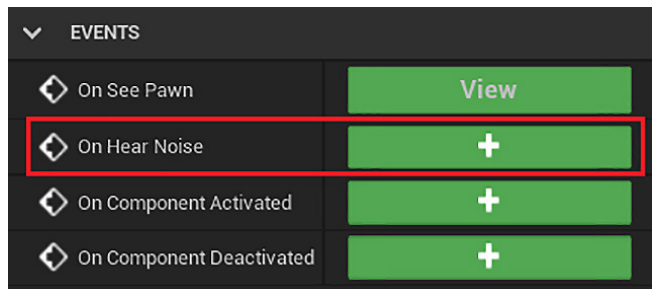 EVENTS
On See Pawn View
On Hear Noise +
On Component Activated +
On Component Deactivated +